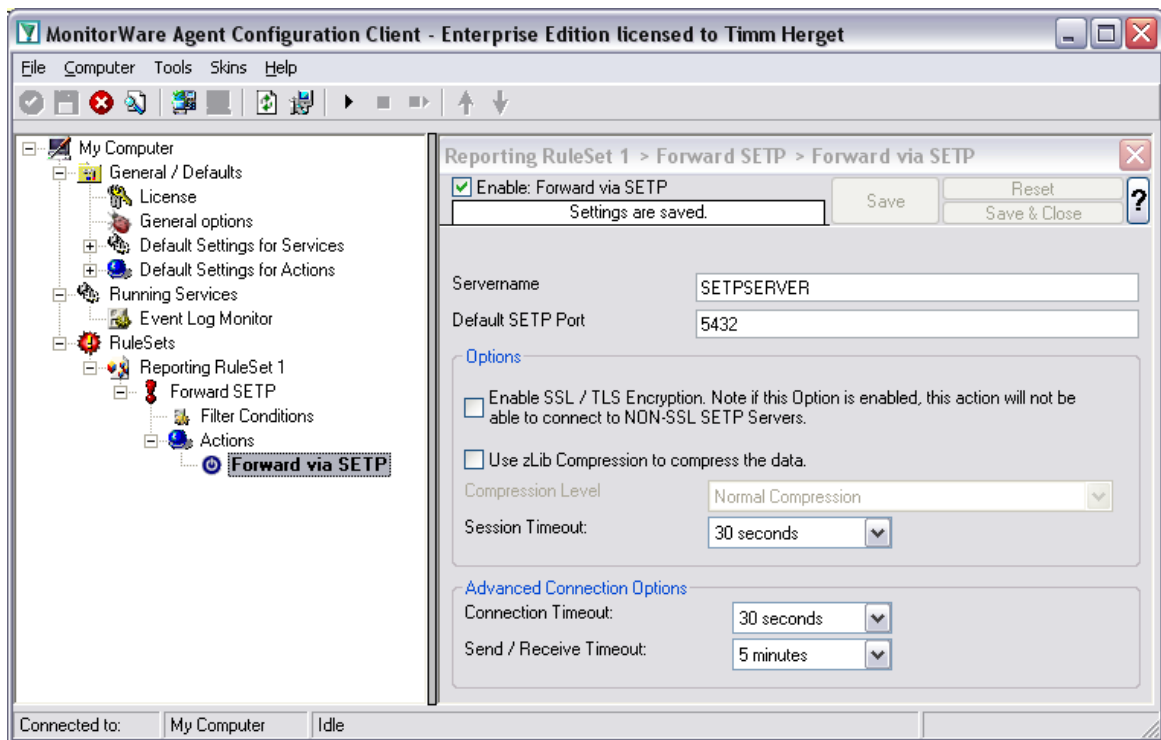 MonitorWare Agent Configuration Client - Enterprise Edition licensed to Timm Herget
File Computer Tools Skins Help
My Computer
General / Defaults
License
General options
Default Settings for Services
Default Settings for Actions
Running Services
Event Log Monitor
RuleSets
Reporting RuleSet 1
Forward SETP
Filter Conditions
Actions
Forward via SETP
Reporting RuleSet 1 > Forward SETP > Forward via SETP
Enable: Forward via SETP
Settings are saved.
Save
Reset
Save & Close
?
Servername
SETPSERVER
Default SETP Port
5432
Options
Enable SSL / TLS Encryption. Note if this Option is enabled, this action will not be
able to connect to NON-SSL SETP Servers.
Use zLib Compression to compress the data.
Compression Level
Normal Compression
Session Timeout:
30 seconds
Advanced Connection Options
Connection Timeout:
30 seconds
Send / Receive Timeout:
5 minutes
Connected to:
My Computer
Idle